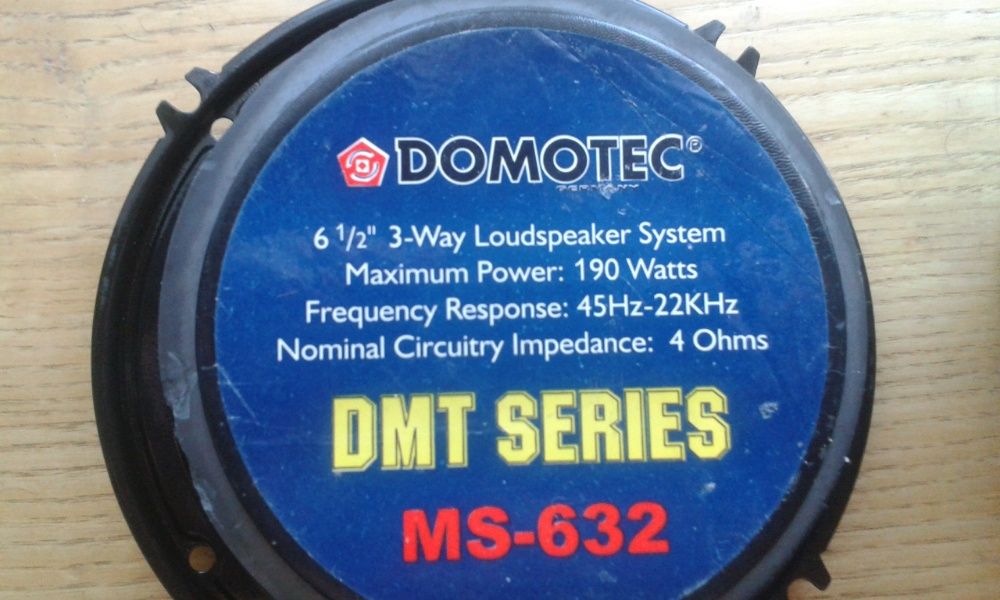 DOMOTEC®
GERMANY
6 1/2" 3-Way Loudspeaker System
Maximum Power: 190 Watts
Frequency Response: 45Hz-22KHz
Nominal Circuitry Impedance: 4 Ohms
DMT SERIES
MS-632